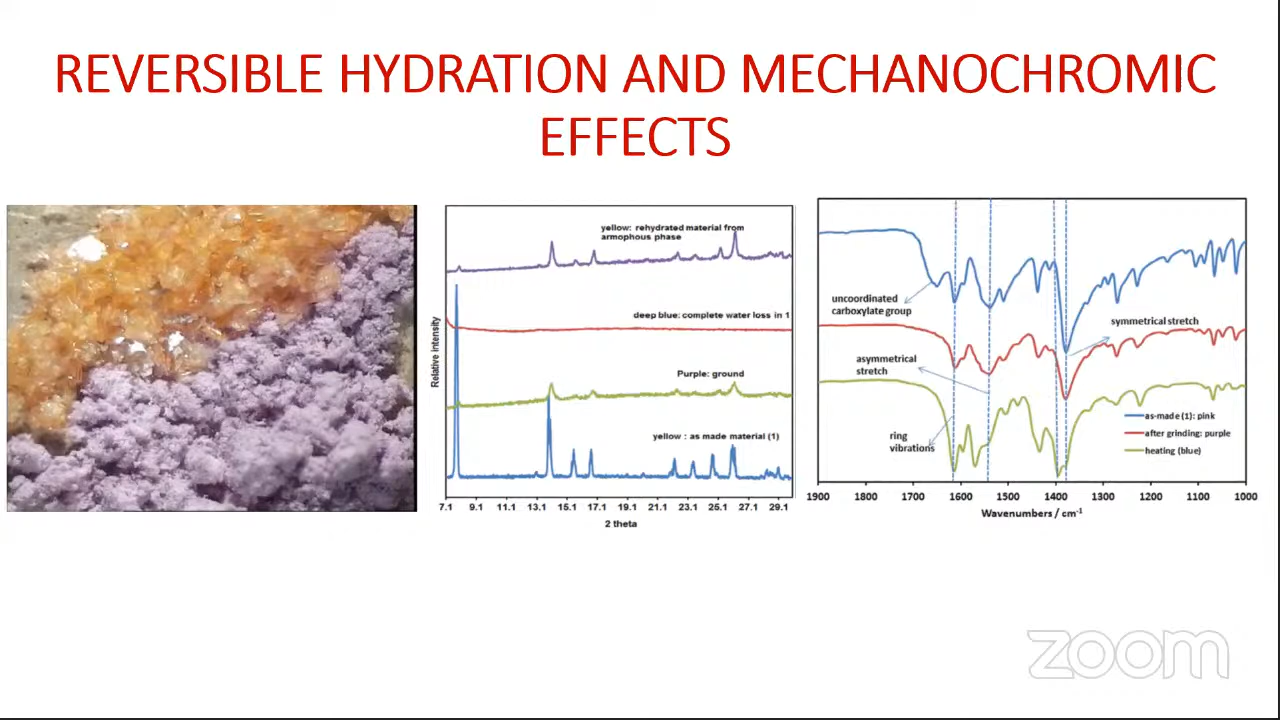 REVERSIBLE HYDRATION AND MECHANOCHROMIC
EFFECTS
yellow: rehydrated material from
armophous phase
deep blue: complete water loss in 1
Purple: ground
yellow : as made material (1)
Relative intensity
7.1 9.1 11.1 13.1 15.1 17.1 19.1 21.1 23.1 25.1 27.1 29.1
2 theta
uncoordinated
carboxylate group
symmetrical stretch
asymmetrical
stretch
ring
vibrations
as-made (1): pink
after grinding: purple
heating (blue)
1900 1800 1700 1600 1500 1400 1300 1200 1100 1000
Wavenumbers / cm⁻¹
zoom